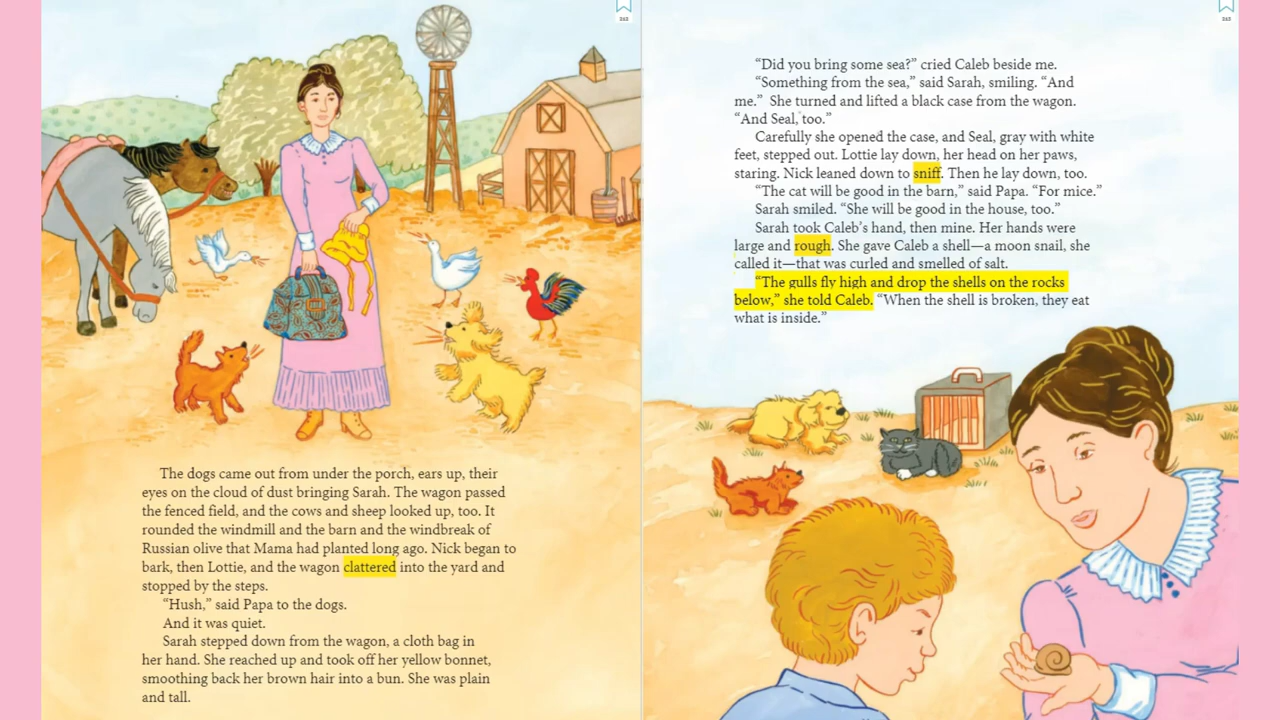 262
The dogs came out from under the porch, ears up, their
eyes on the cloud of dust bringing Sarah. The wagon passed
the fenced field, and the cows and sheep looked up, too. It
rounded the windmill and the barn and the windbreak of
Russian olive that Mama had planted long ago. Nick began to
bark, then Lottie, and the wagon clattered into the yard and
stopped by the steps.
“Hush,” said Papa to the dogs.
And it was quiet.
Sarah stepped down from the wagon, a cloth bag in
her hand. She reached up and took off her yellow bonnet,
smoothing back her brown hair into a bun. She was plain
and tall.
263
“Did you bring some sea?” cried Caleb beside me.
“Something from the sea,” said Sarah, smiling. “And
me.” She turned and lifted a black case from the wagon.
“And Seal, too.”
Carefully she opened the case, and Seal, gray with white
feet, stepped out. Lottie lay down, her head on her paws,
staring. Nick leaned down to sniff. Then he lay down, too.
“The cat will be good in the barn,” said Papa. “For mice.”
Sarah smiled. “She will be good in the house, too.”
Sarah took Caleb’s hand, then mine. Her hands were
large and rough. She gave Caleb a shell—a moon snail, she
called it—that was curled and smelled of salt.
“The gulls fly high and drop the shells on the rocks
below,” she told Caleb. “When the shell is broken, they eat
what is inside.”